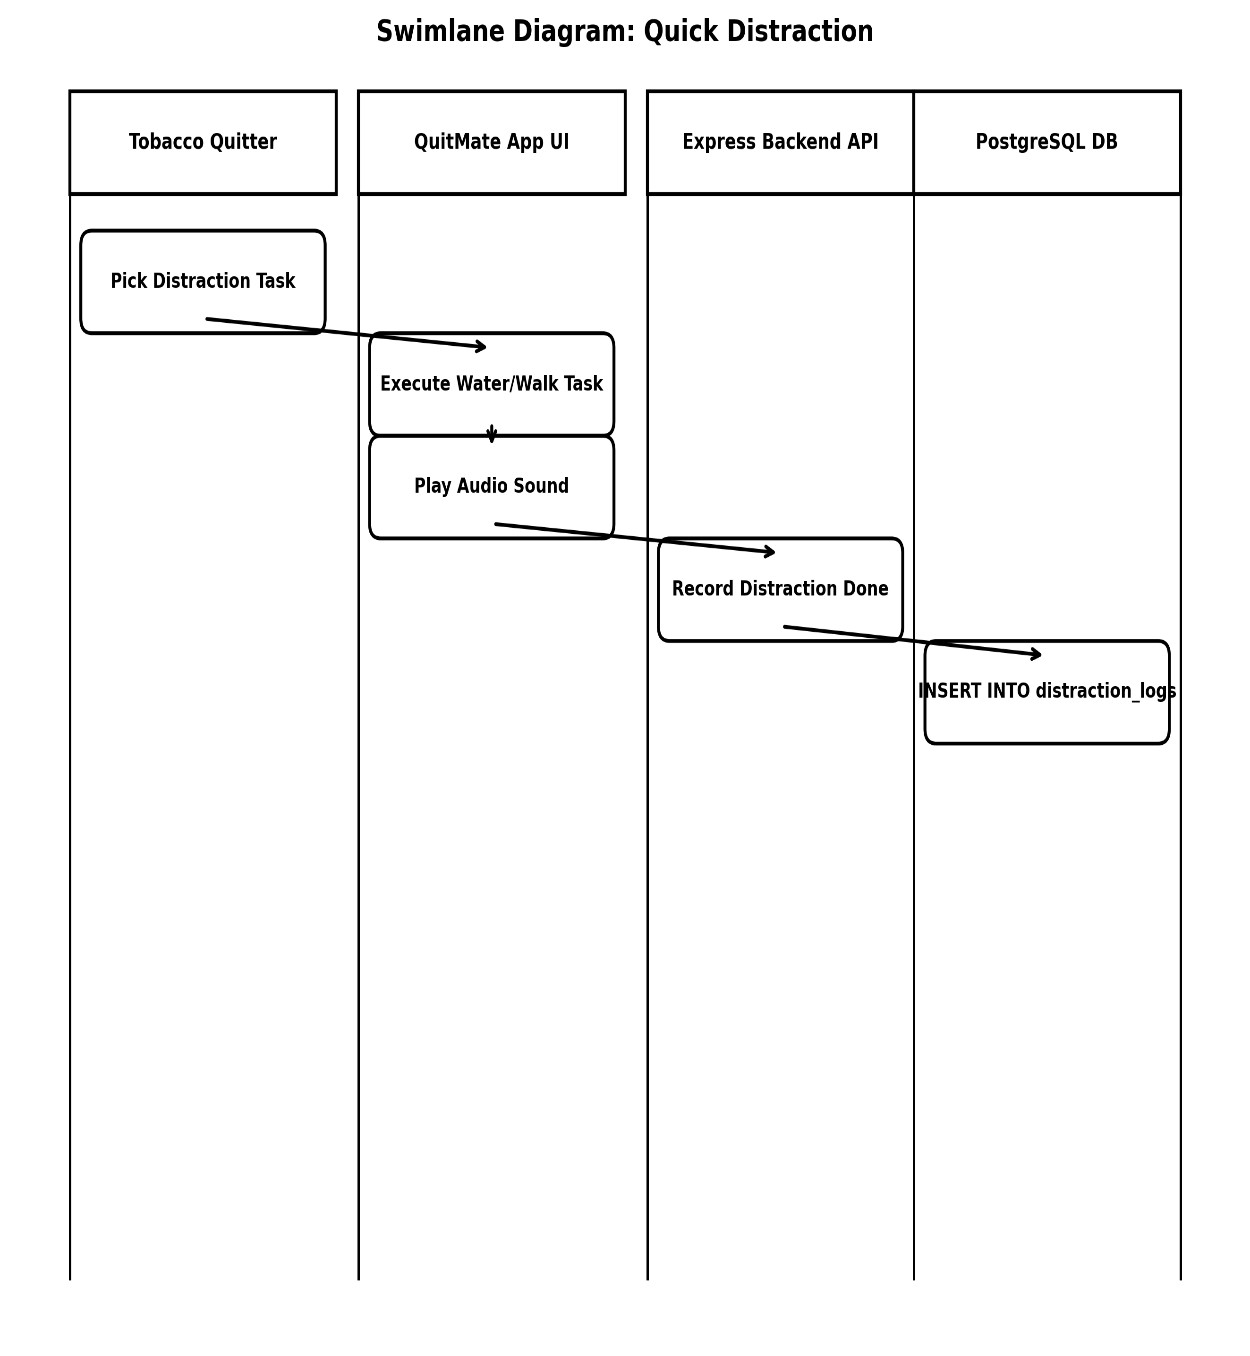 Swimlane Diagram: Quick Distraction
Tobacco Quitter
QuitMate App UI
Express Backend API
PostgreSQL DB
Pick Distraction Task
Execute Water/Walk Task
Play Audio Sound
Record Distraction Done
INSERT INTO distraction_logs